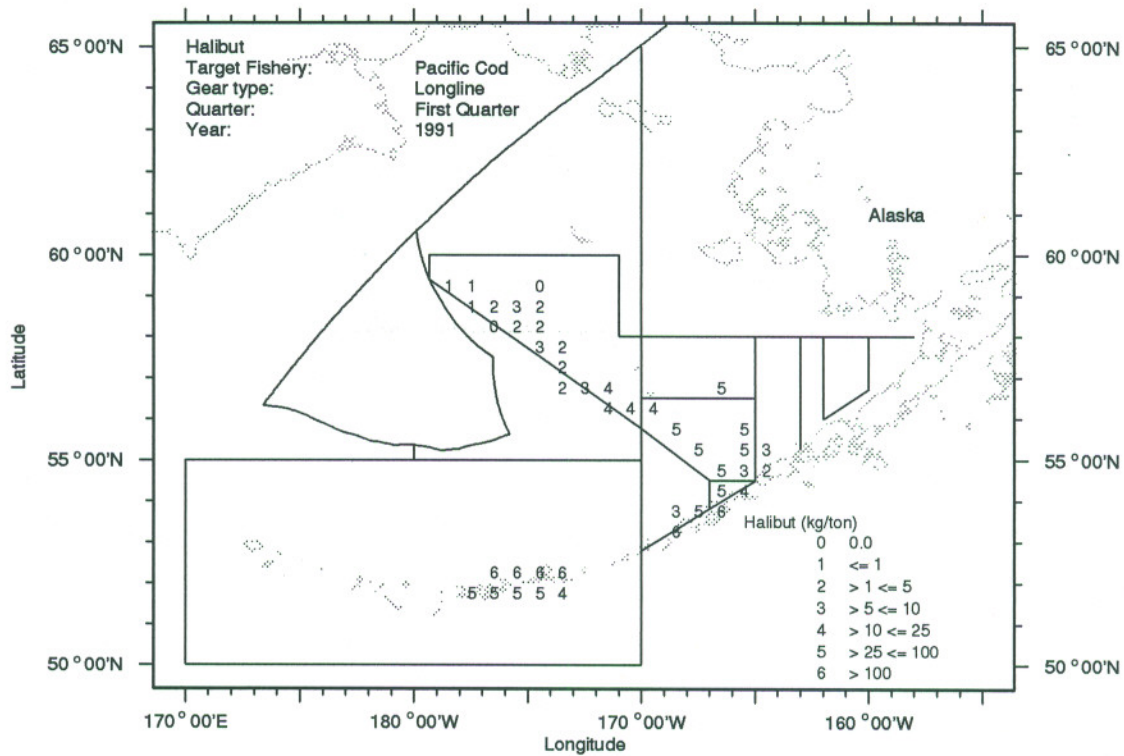 65 °00'N
65 °00'N
Halibut
Target Fishery: Pacific Cod
Gear type: Longline
Quarter: First Quarter
Year: 1991
Alaska
60 °00'N
60 °00'N
1 1 0
1 2 3 2
0 2 2
3 2
2
2 3 4 5
4 4 4
5 5
5 5 3
5 3 2
5 4
3 5 6
6
6 6 6 6
5 5 5 5 4
Latitude
55 °00'N
55 °00'N
Halibut (kg/ton)
0 0.0
1 <= 1
2 > 1 <= 5
3 > 5 <= 10
4 > 10 <= 25
5 > 25 <= 100
6 > 100
50 °00'N
50 °00'N
170 °00'E
180 °00'W
170 °00'W
160 °00'W
Longitude